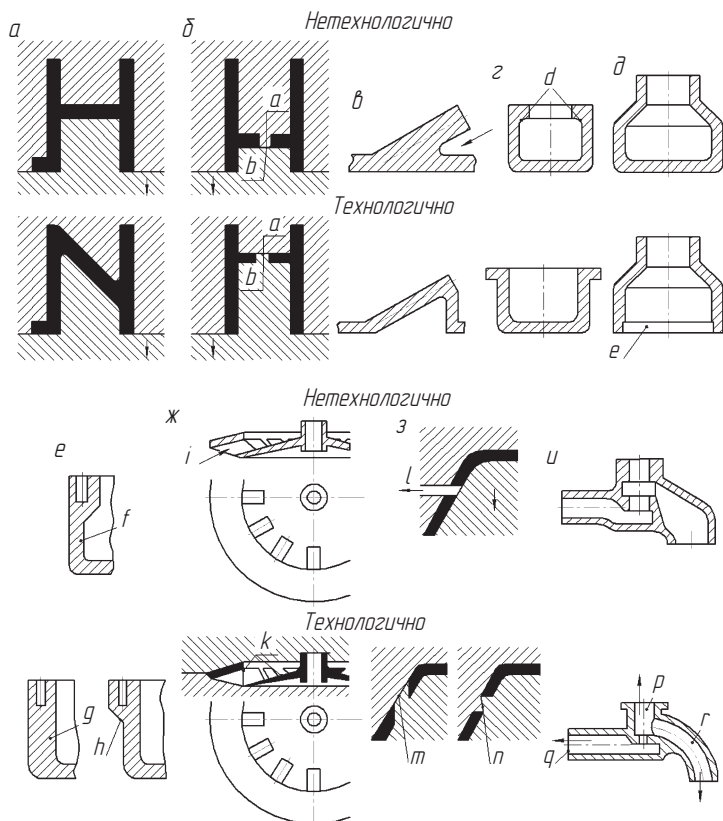 Нетехнологично
а б в г д
a b d
Технологично
a b e
Нетехнологично
е ж з и
i l f
Технологично
k g h m n p q r